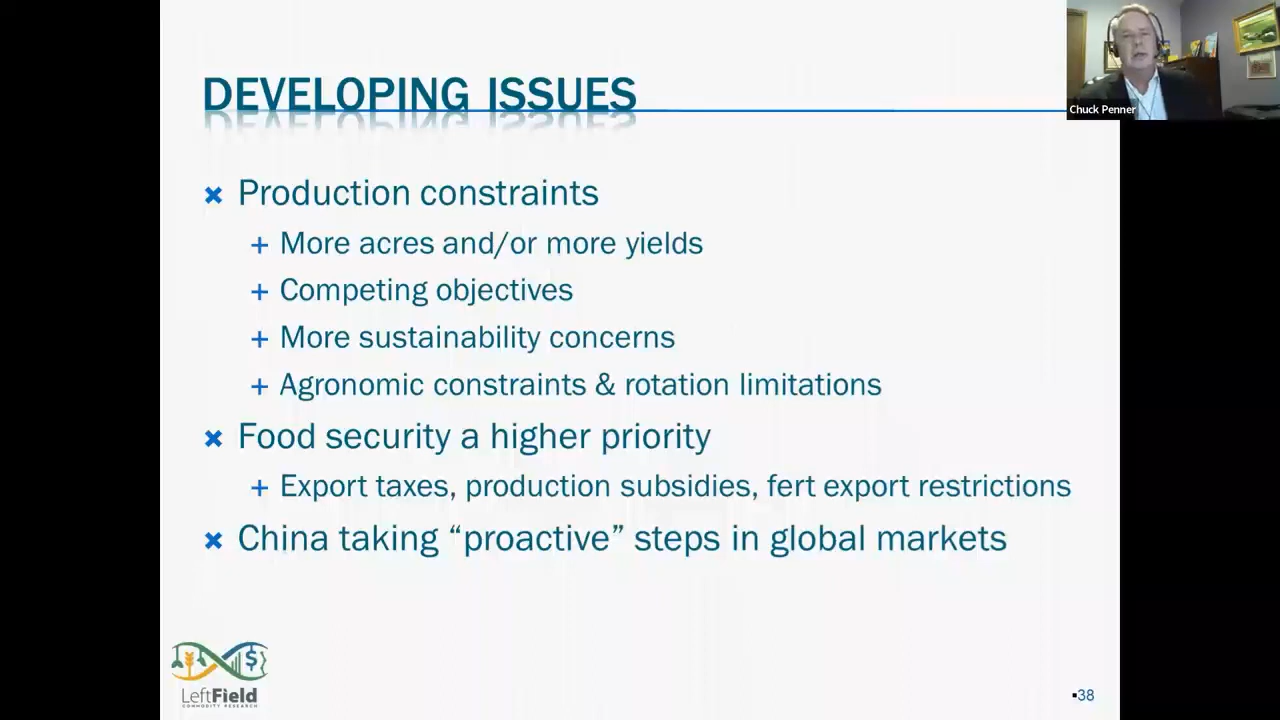 DEVELOPING ISSUES
Chuck Penner
Production constraints
+ More acres and/or more yields
+ Competing objectives
+ More sustainability concerns
+ Agronomic constraints & rotation limitations
Food security a higher priority
+ Export taxes, production subsidies, fert export restrictions
China taking “proactive” steps in global markets
$
LeftField
COMMODITY RESEARCH
▪38